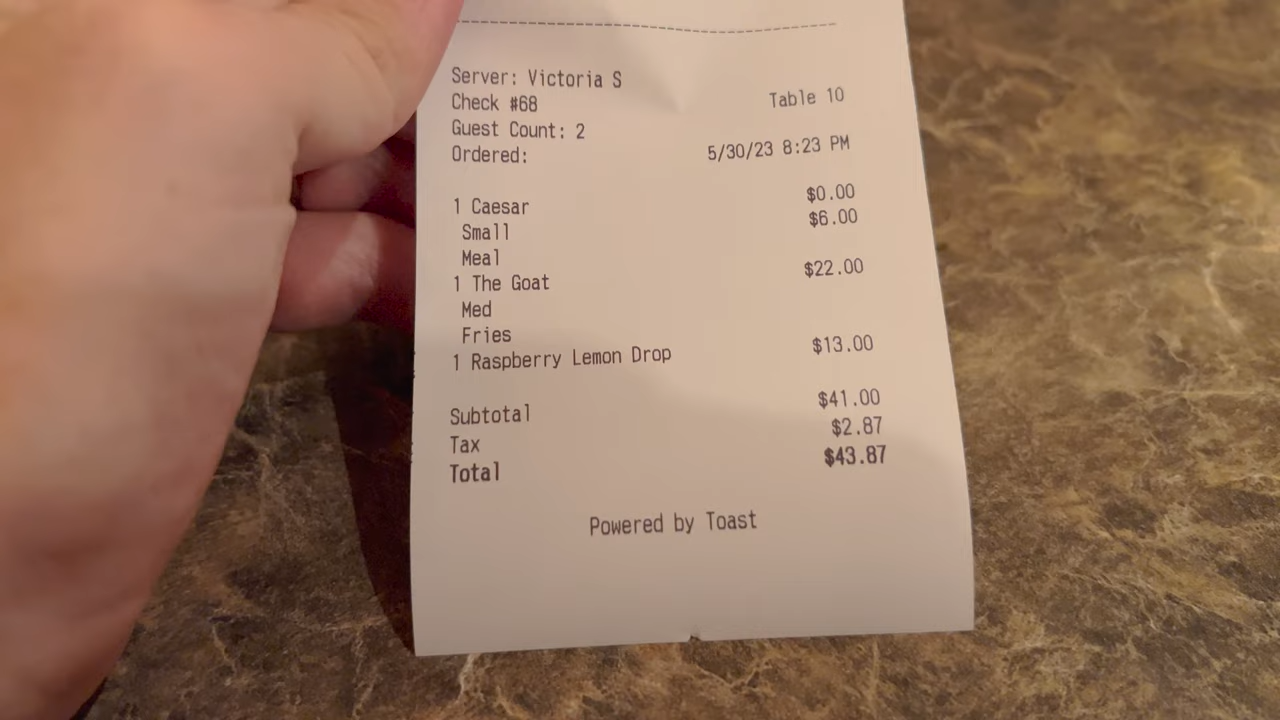 Server: Victoria S
Check #68 Table 10
Guest Count: 2
Ordered: 5/30/23 8:23 PM
1 Caesar $0.00
Small $6.00
Meal
1 The Goat $22.00
Med
Fries
1 Raspberry Lemon Drop $13.00
Subtotal $41.00
Tax $2.87
Total $43.87
Powered by Toast